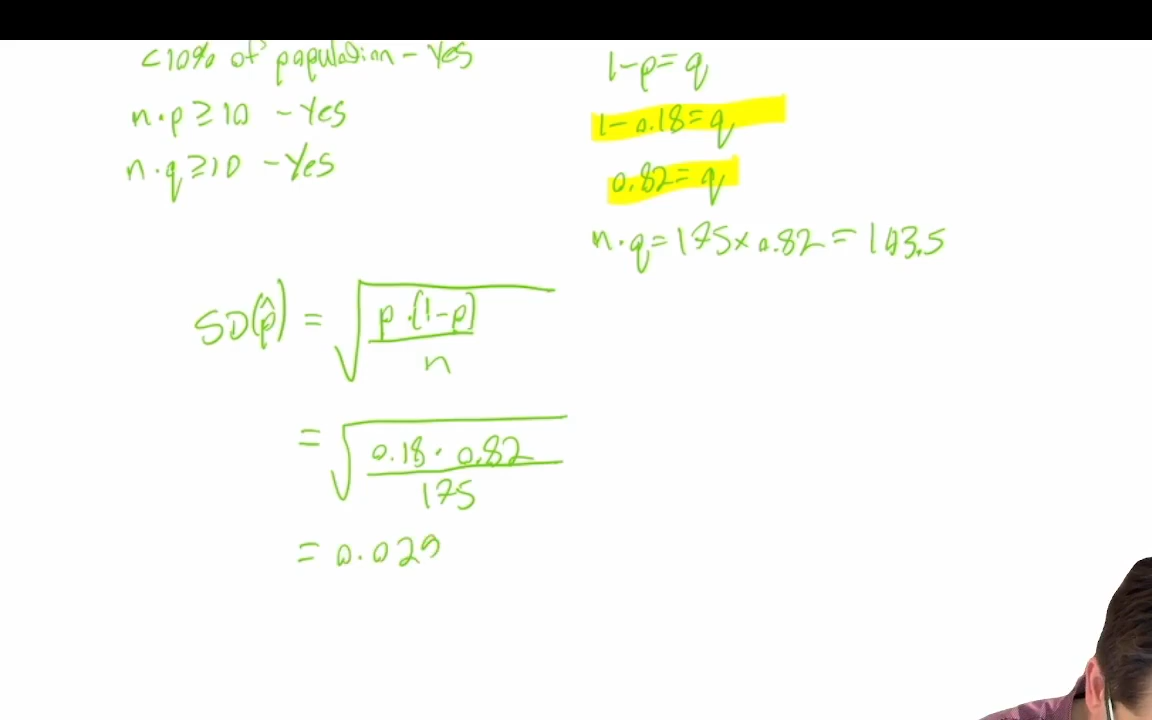 <10% of population - Yes
n·p ≥ 10 - Yes
n·q ≥ 10 - Yes
1-p = q
1-0.18 = q
0.82 = q
n·q = 175 × 0.82 = 143.5
SD(p̂) = √(p·(1-p)/n)
= √(0.18 · 0.82/175)
= 0.029